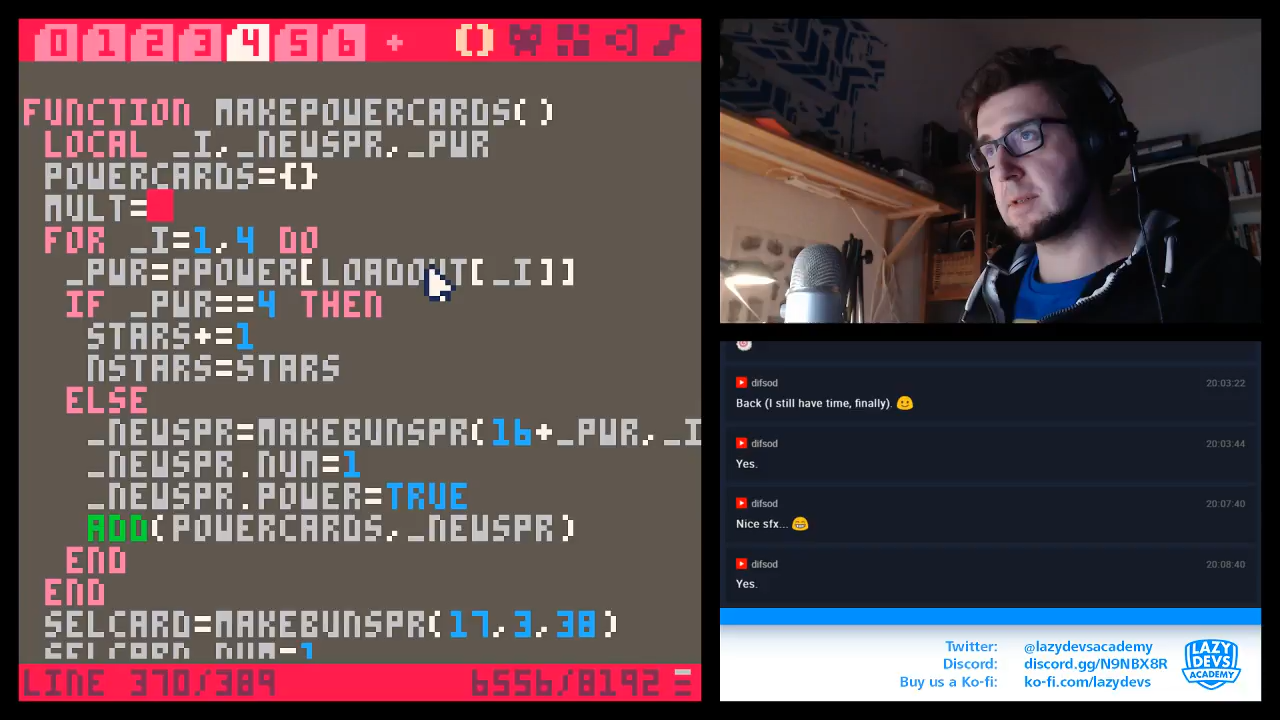 0 1 2 3 4 5 6 +
FUNCTION MAKEPOWERCARDS()
LOCAL _I,_NEWSPR,_PWR
POWERCARDS={}
MULT=
FOR _I=1,4 DO
_PWR=PPOWER[LOADOUT[_I]]
IF _PWR==4 THEN
STARS+=1
NSTARS=STARS
ELSE
_NEWSPR=MAKEBUNSPR(16+_PWR,_I
_NEWSPR.NUM=1
_NEWSPR.POWER=TRUE
ADD(POWERCARDS,_NEWSPR)
END
END
SELCARD=MAKEBUNSPR(17,3,38)
SELCARD.NUM=1
LINE 370/389 6556/8192
difsod 20:03:22
Back (I still have time, finally).
difsod 20:03:44
Yes.
difsod 20:07:40
Nice sfx...
difsod 20:08:40
Yes.
Twitter: @lazydevsacademy
Discord: discord.gg/N9NBX8R
Buy us a Ko-fi: ko-fi.com/lazydevs
LAZY
DEVS
ACADEMY